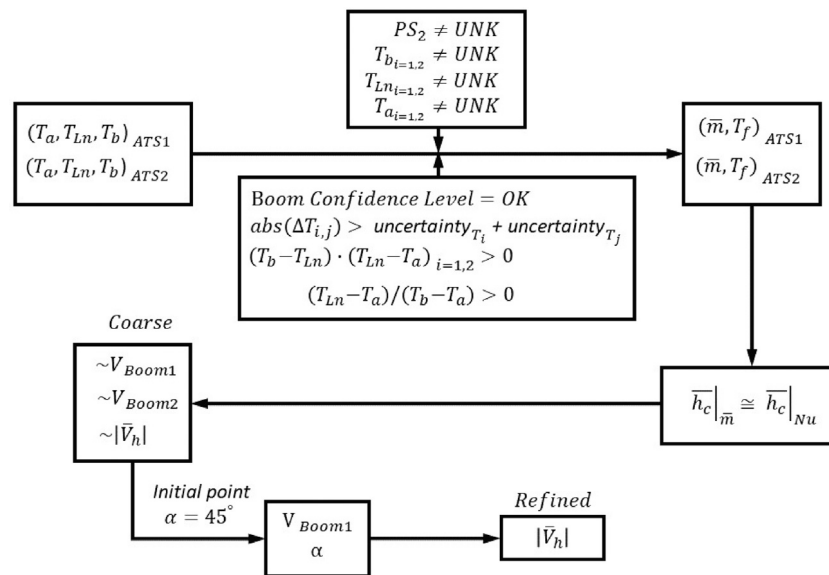 PS₂ ≠ UNK
T_{b_{i=1,2}} ≠ UNK
T_{Ln_{i=1,2}} ≠ UNK
T_{a_{i=1,2}} ≠ UNK
(T_a, T_{Ln}, T_b)_{ATS1}
(T_a, T_{Ln}, T_b)_{ATS2}
(m̅, T_f)_{ATS1}
(m̅, T_f)_{ATS2}
Boom Confidence Level = OK
abs(ΔT_{i,j}) > uncertainty_{T_i} + uncertainty_{T_j}
(T_b−T_{Ln}) · (T_{Ln}−T_a)_{i=1,2} > 0
(T_{Ln}−T_a)/(T_b−T_a) > 0
Coarse
~V_{Boom1}
~V_{Boom2}
~|V̅_h|
h̅_c|_{m̅} ≅ h̅_c|_{Nu}
Initial point
α = 45°
V_{Boom1}
α
Refined
|V̅_h|